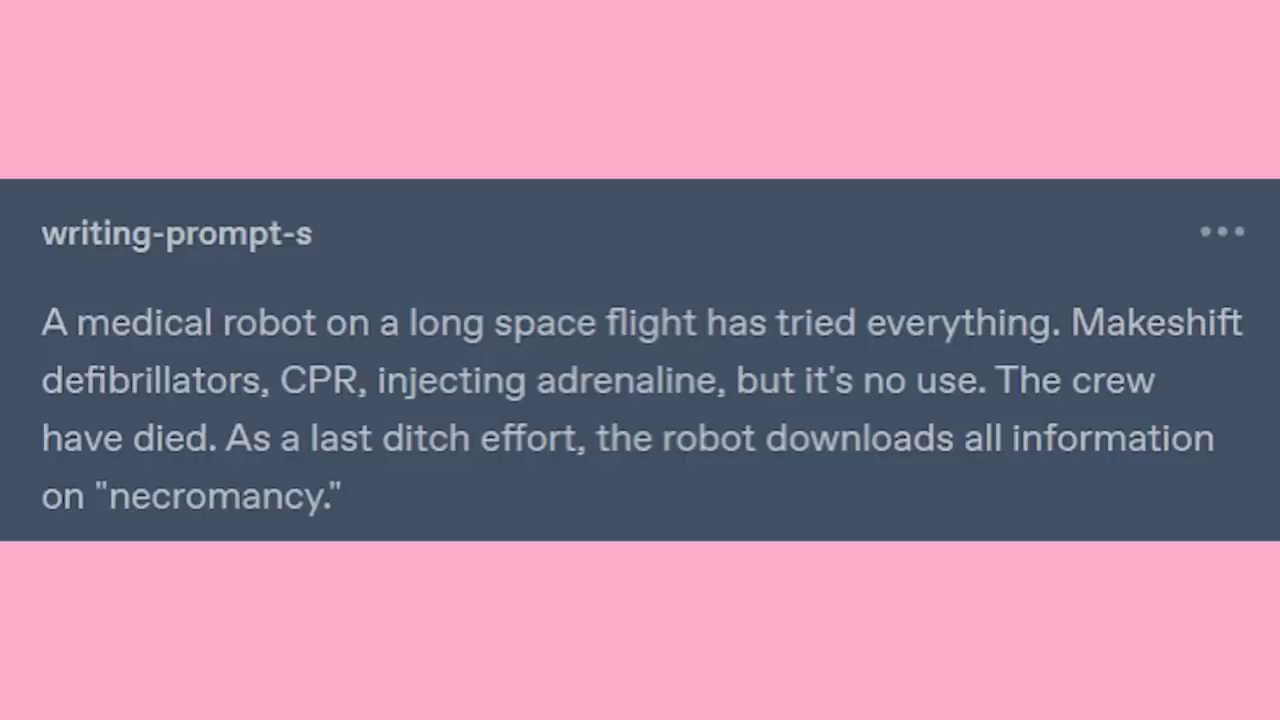 writing-prompt-s
A medical robot on a long space flight has tried everything. Makeshift
defibrillators, CPR, injecting adrenaline, but it's no use. The crew
have died. As a last ditch effort, the robot downloads all information
on "necromancy."